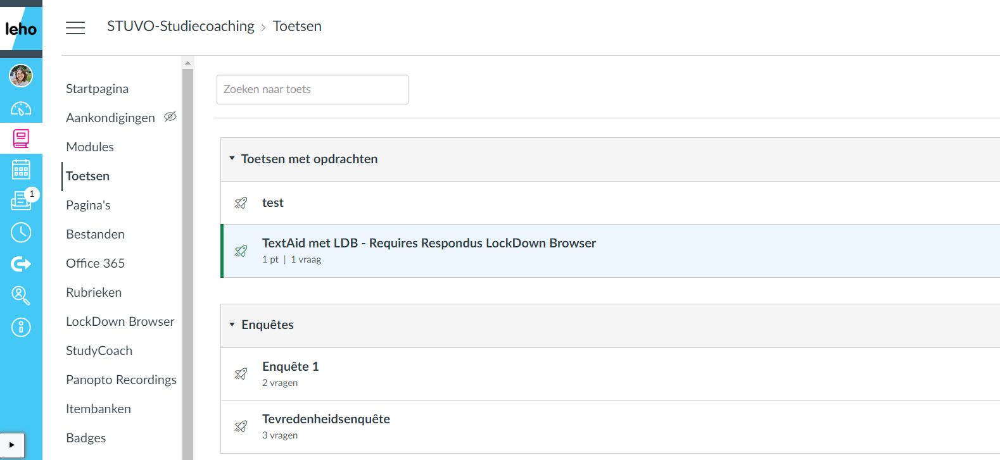 leho
STUVO-Studiecoaching › Toetsen
1
Startpagina
Aankondigingen
Modules
Toetsen
Pagina's
Bestanden
Office 365
Rubrieken
LockDown Browser
StudyCoach
Panopto Recordings
Itembanken
Badges
Zoeken naar toets
Toetsen met opdrachten
test
TextAid met LDB - Requires Respondus LockDown Browser
1 pt | 1 vraag
Enquêtes
Enquête 1
2 vragen
Tevredenheidsenquête
3 vragen